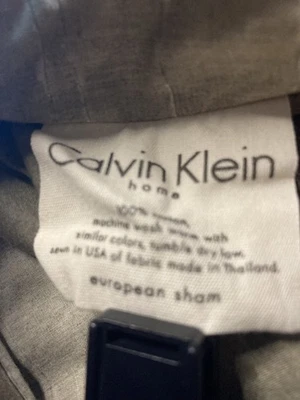 Calvin Klein
home
100%
machine wash warm with
similar colors, tumble dry low.
sewn in USA of fabric made in Thailand.
european sham